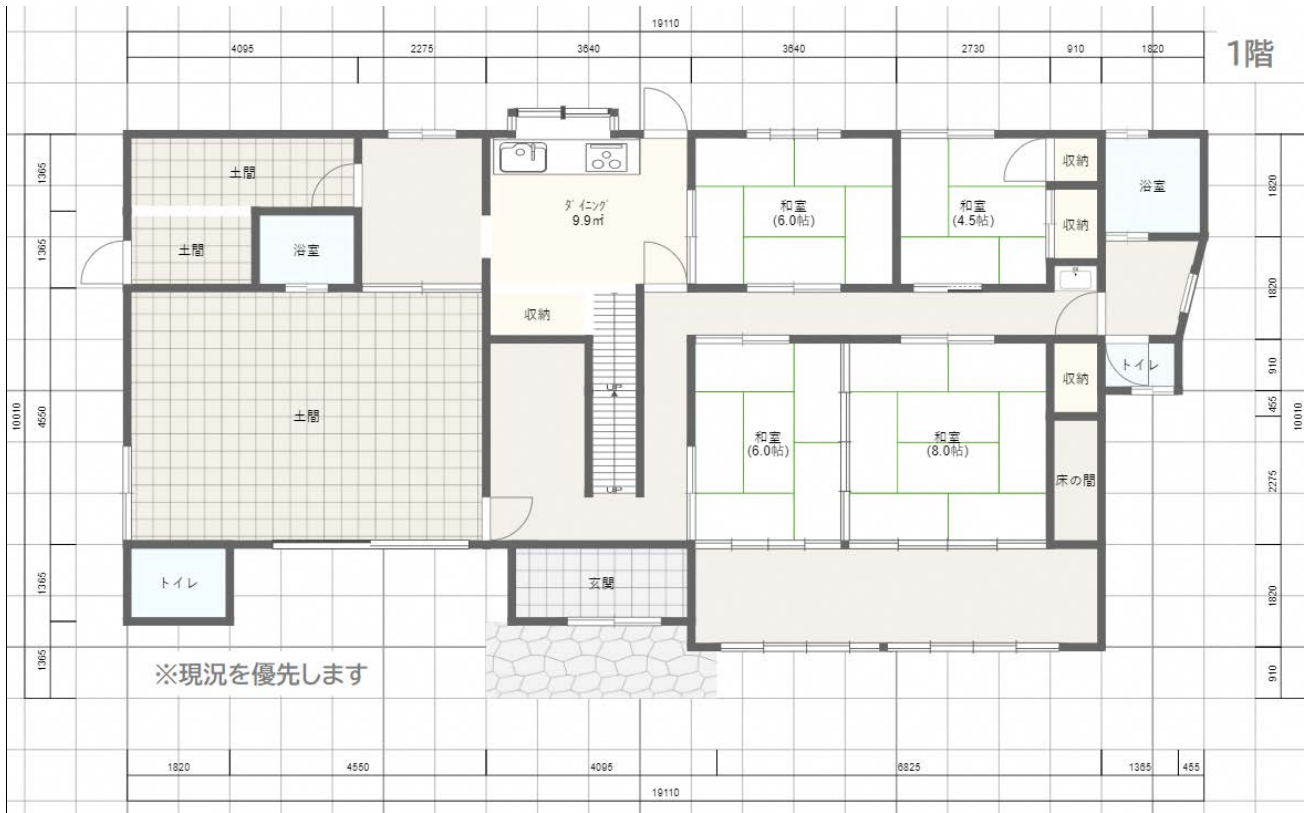 19110
4095 2275 3640 3640 2730 910 1820
1階
1365
1365
4550
10010
1365
1365
1820
1820
910
455
2275
10010
1820
910
土間
土間
浴室
ダイニング
9.9㎡
和室
(6.0帖)
和室
(4.5帖)
収納
収納
浴室
収納
UP
UP
土間
和室
(6.0帖)
和室
(8.0帖)
収納
トイレ
床の間
トイレ
玄関
※現況を優先します
1820 4550 4095 6825 1365 455
19110